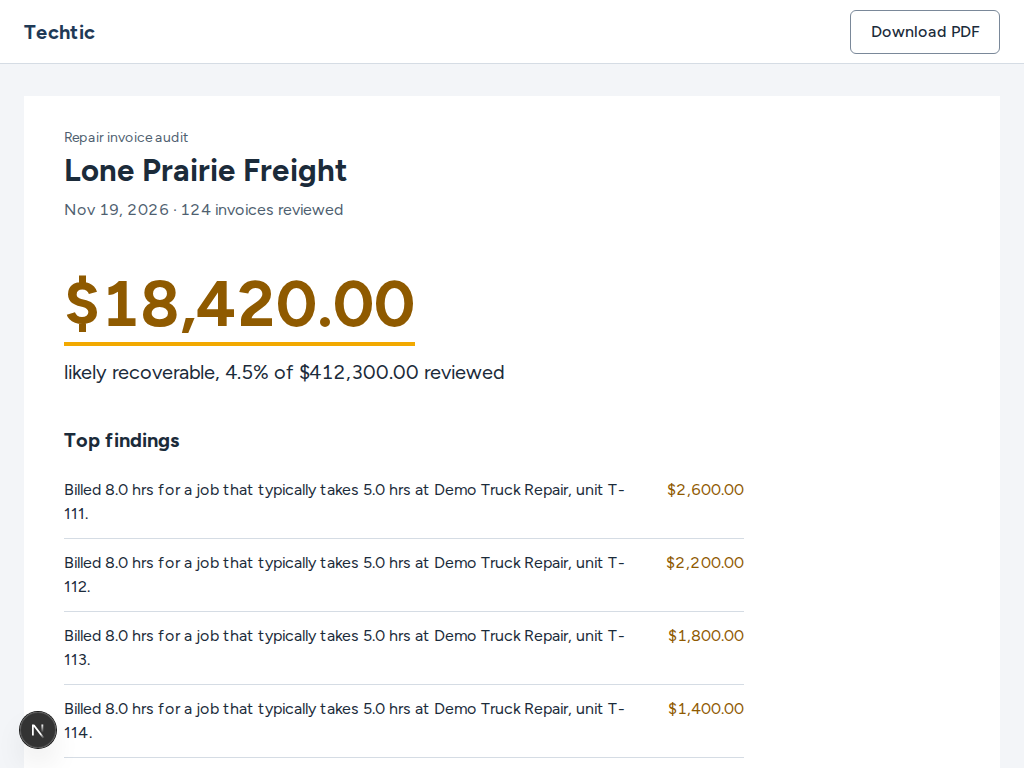 Techtic
Download PDF
Repair invoice audit
Lone Prairie Freight
Nov 19, 2026 · 124 invoices reviewed
$18,420.00
likely recoverable, 4.5% of $412,300.00 reviewed
Top findings
Billed 8.0 hrs for a job that typically takes 5.0 hrs at Demo Truck Repair, unit T- $2,600.00
111.
Billed 8.0 hrs for a job that typically takes 5.0 hrs at Demo Truck Repair, unit T- $2,200.00
112.
Billed 8.0 hrs for a job that typically takes 5.0 hrs at Demo Truck Repair, unit T- $1,800.00
113.
Billed 8.0 hrs for a job that typically takes 5.0 hrs at Demo Truck Repair, unit T- $1,400.00
114.
N